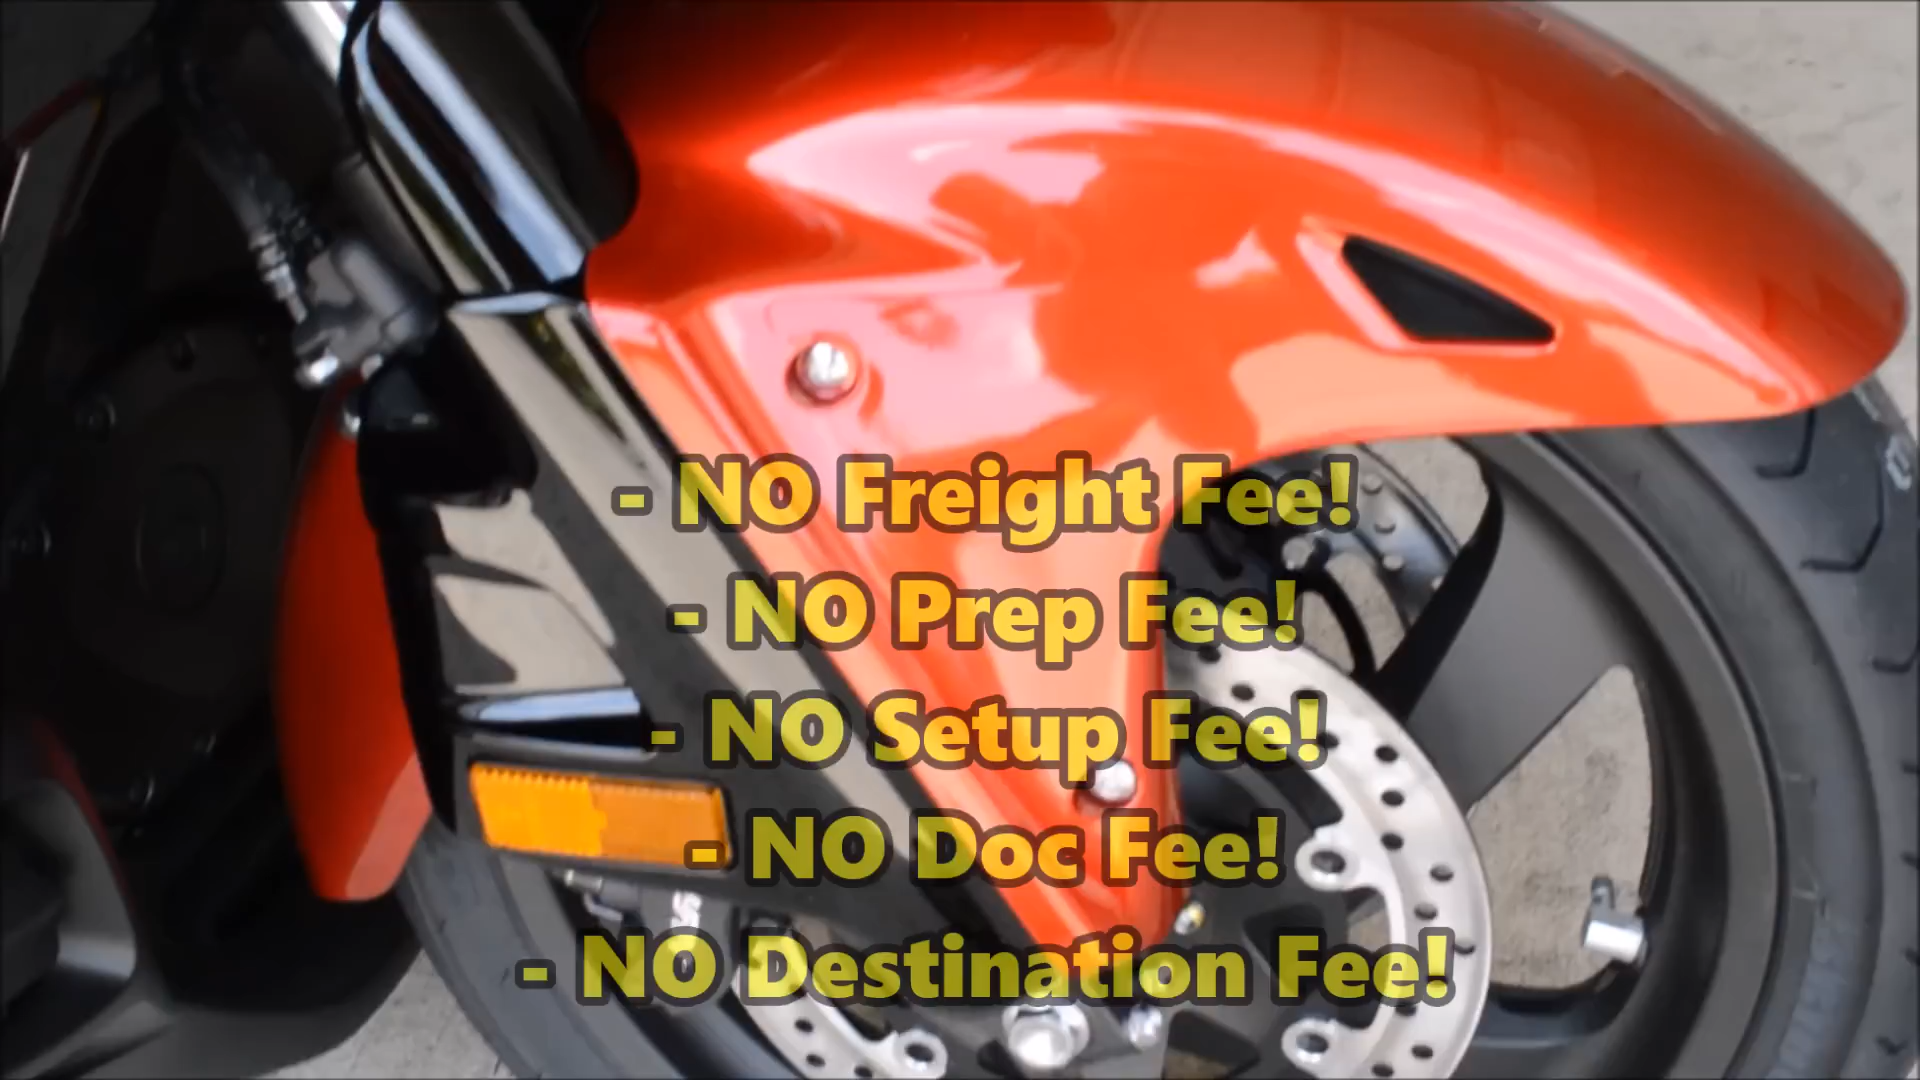 - NO Freight Fee!
- NO Prep Fee!
- NO Setup Fee!
- NO Doc Fee!
- NO Destination Fee!